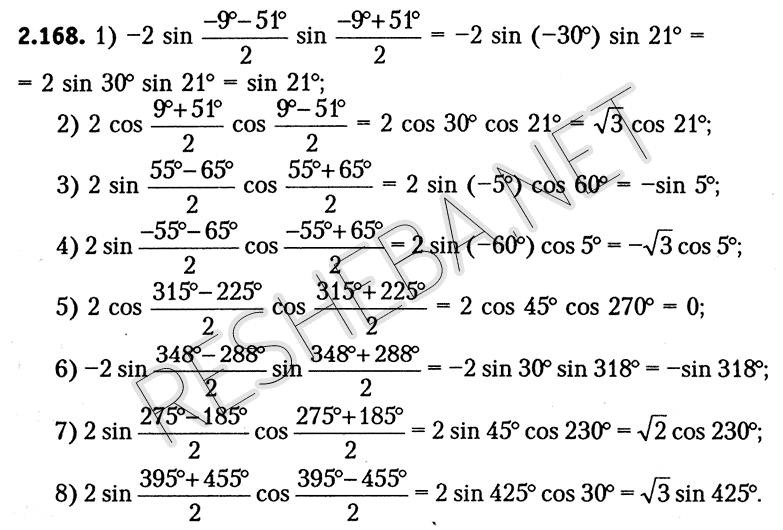 2.168. 1) −2 sin (−9°−51°)/2 sin (−9°+51°)/2 = −2 sin (−30°) sin 21° =
= 2 sin 30° sin 21° = sin 21°;
2) 2 cos (9°+51°)/2 cos (9°−51°)/2 = 2 cos 30° cos 21° = √3 cos 21°;
3) 2 sin (55°−65°)/2 cos (55°+65°)/2 = 2 sin (−5°) cos 60° = −sin 5°;
4) 2 sin (−55°−65°)/2 cos (−55°+65°)/2 = 2 sin (−60°) cos 5° = −√3 cos 5°;
5) 2 cos (315°−225°)/2 cos (315°+225°)/2 = 2 cos 45° cos 270° = 0;
6) −2 sin (348°−288°)/2 sin (348°+288°)/2 = −2 sin 30° sin 318° = −sin 318°;
7) 2 sin (275°−185°)/2 cos (275°+185°)/2 = 2 sin 45° cos 230° = √2 cos 230°;
8) 2 sin (395°+455°)/2 cos (395°−455°)/2 = 2 sin 425° cos 30° = √3 sin 425°.
RESHEBA.NET